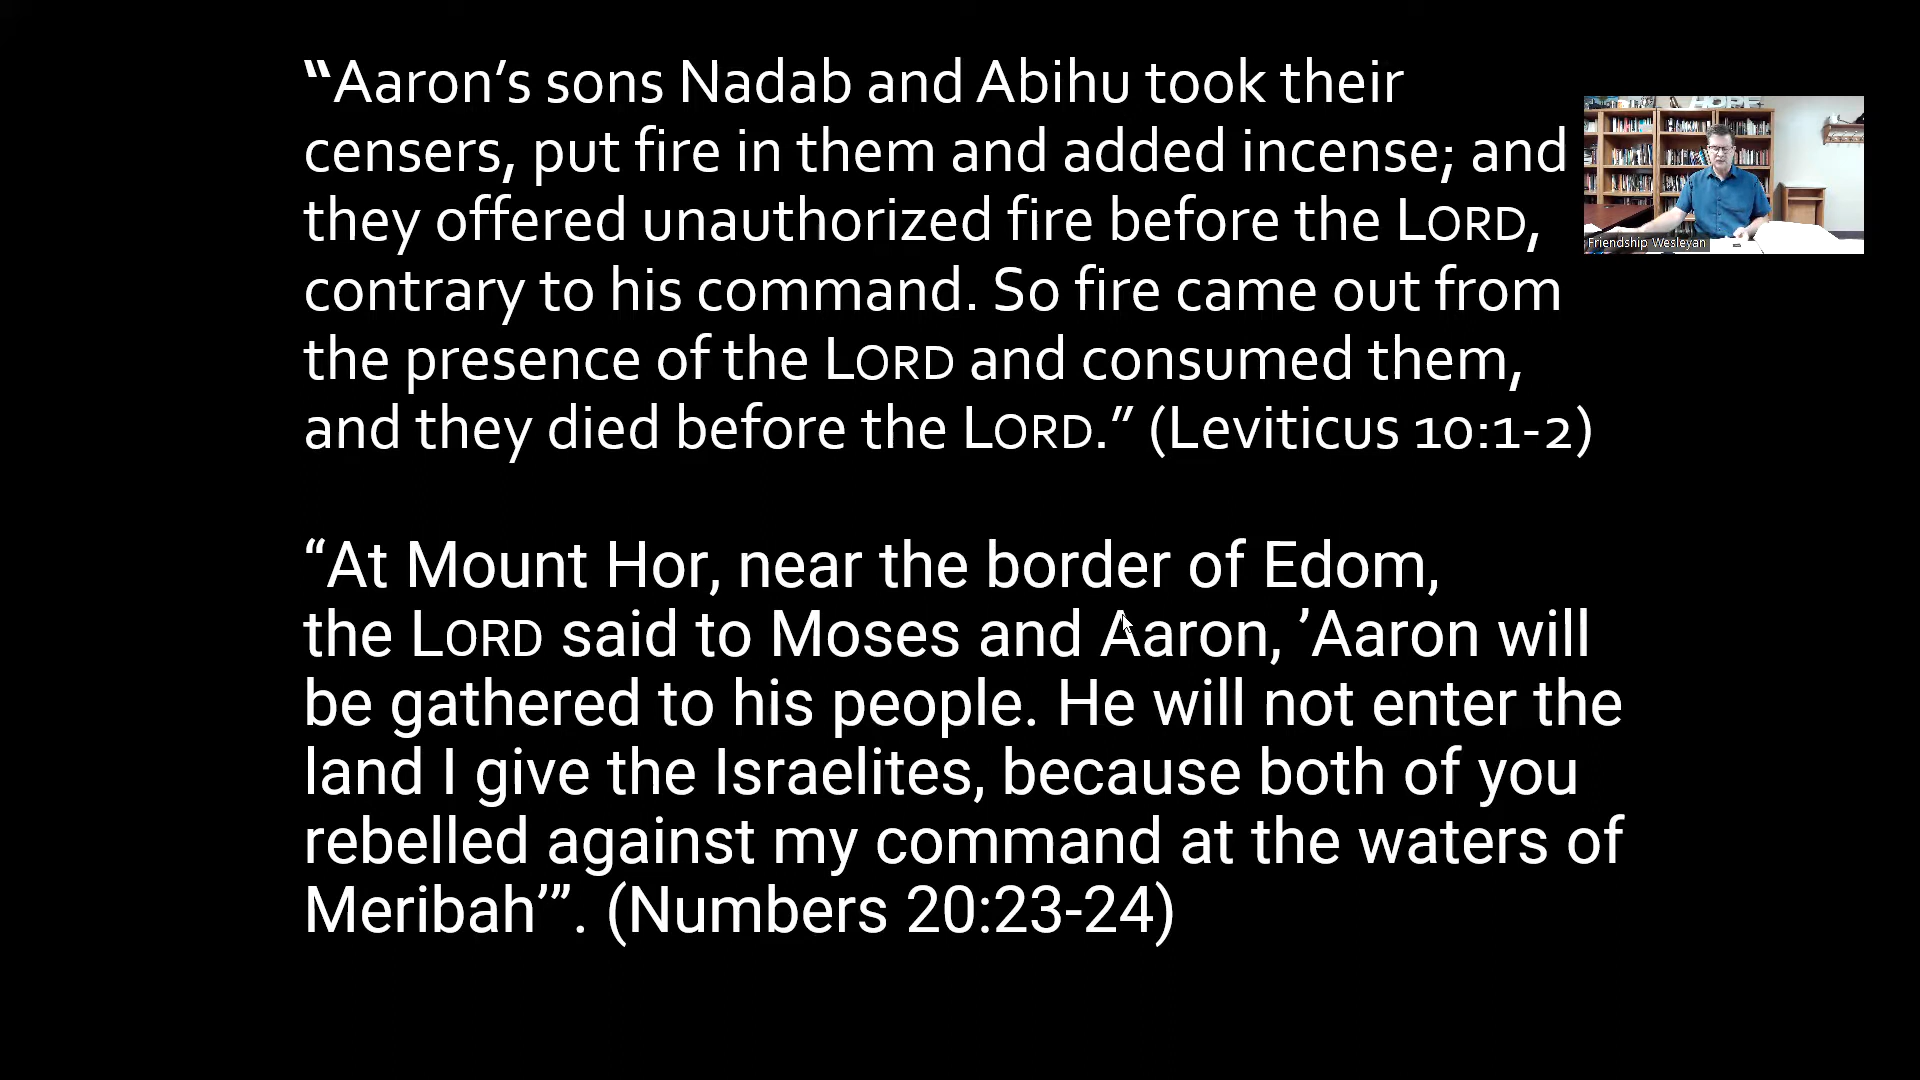 “Aaron’s sons Nadab and Abihu took their
censers, put fire in them and added incense; and
they offered unauthorized fire before the LORD,
contrary to his command. So fire came out from
the presence of the LORD and consumed them,
and they died before the LORD.” (Leviticus 10:1-2)
“At Mount Hor, near the border of Edom,
the LORD said to Moses and Aaron, ’Aaron will
be gathered to his people. He will not enter the
land I give the Israelites, because both of you
rebelled against my command at the waters of
Meribah’”. (Numbers 20:23-24)
HOPE
Friendship Wesleyan